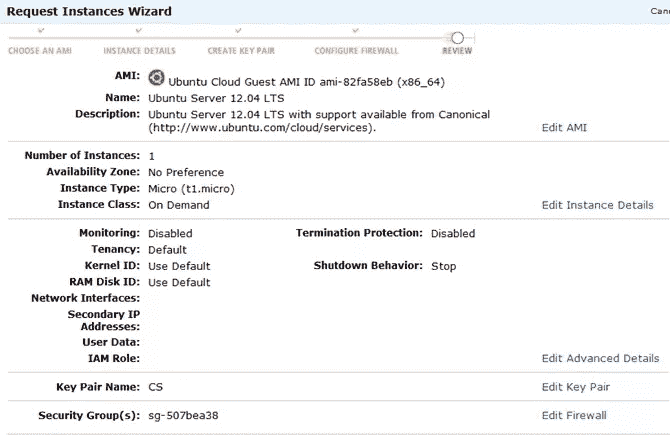 Request Instances Wizard
CHOOSE AN AMI INSTANCE DETAILS CREATE KEY PAIR CONFIGURE FIREWALL REVIEW
AMI: Ubuntu Cloud Guest AMI ID ami-82fa58eb (x86_64)
Name: Ubuntu Server 12.04 LTS
Description: Ubuntu Server 12.04 LTS with support available from Canonical
(http://www.ubuntu.com/cloud/services). Edit AMI
Number of Instances: 1
Availability Zone: No Preference
Instance Type: Micro (t1.micro)
Instance Class: On Demand Edit Instance Details
Monitoring: Disabled Termination Protection: Disabled
Tenancy: Default
Kernel ID: Use Default Shutdown Behavior: Stop
RAM Disk ID: Use Default
Network Interfaces:
Secondary IP
Addresses:
User Data:
IAM Role: Edit Advanced Details
Key Pair Name: CS Edit Key Pair
Security Group(s): sg-507bea38 Edit Firewall